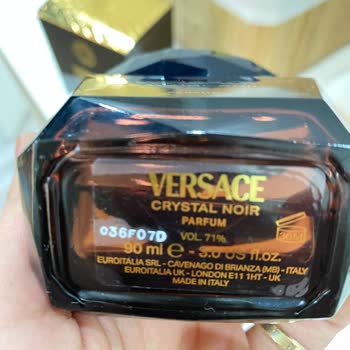 VERSACE
CRYSTAL NOIR
PARFUM
036F07D
VOL. 71%
90 ml ℮ - 3.0 US fl.oz.
EUROITALIA SRL - CAVENAGO DI BRIANZA (MB) - ITALY
EUROITALIA UK - LONDON E11 1HT - UK
MADE IN ITALY